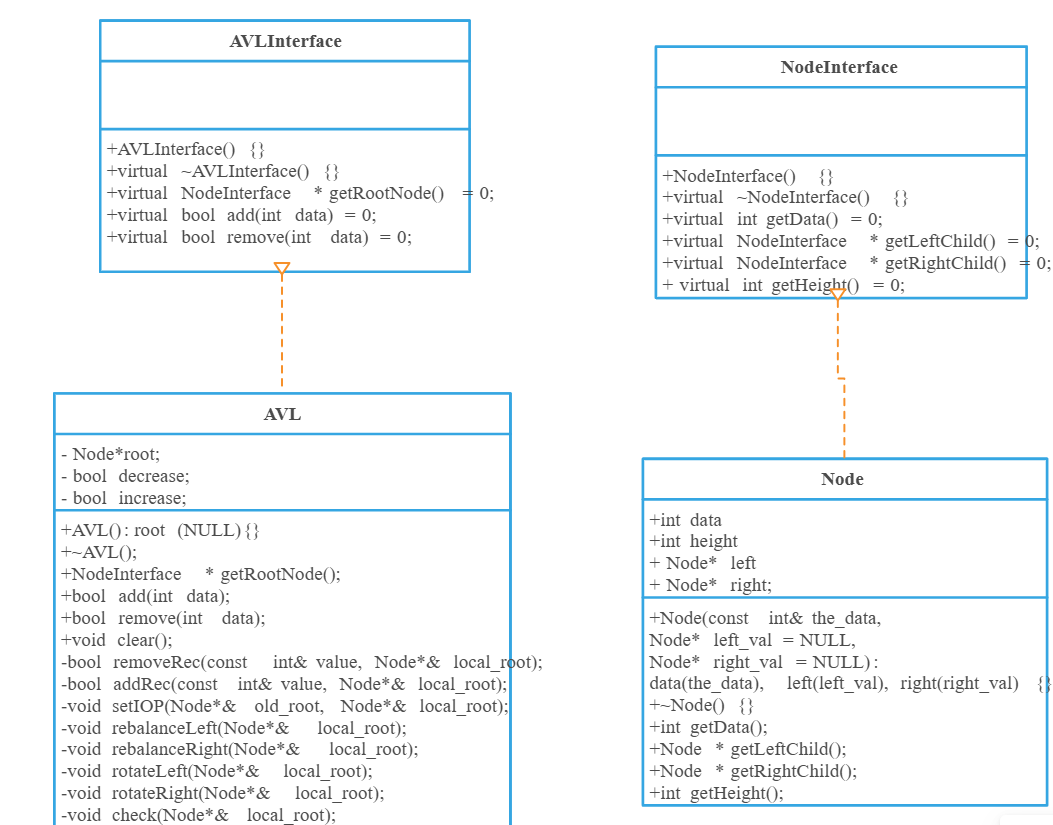 AVLInterface
+AVLInterface() {}
+virtual ~AVLInterface() {}
+virtual NodeInterface * getRootNode() = 0;
+virtual bool add(int data) = 0;
+virtual bool remove(int data) = 0;
NodeInterface
+NodeInterface() {}
+virtual ~NodeInterface() {}
+virtual int getData() = 0;
+virtual NodeInterface * getLeftChild() = 0;
+virtual NodeInterface * getRightChild() = 0;
+ virtual int getHeight() = 0;
AVL
- Node*root;
- bool decrease;
- bool increase;
+AVL(): root (NULL){}
+~AVL();
+NodeInterface * getRootNode();
+bool add(int data);
+bool remove(int data);
+void clear();
-bool removeRec(const int& value, Node*& local_root);
-bool addRec(const int& value, Node*& local_root);
-void setIOP(Node*& old_root, Node*& local_root);
-void rebalanceLeft(Node*& local_root);
-void rebalanceRight(Node*& local_root);
-void rotateLeft(Node*& local_root);
-void rotateRight(Node*& local_root);
-void check(Node*& local_root);
Node
+int data
+int height
+ Node* left
+ Node* right;
+Node(const int& the_data,
Node* left_val = NULL,
Node* right_val = NULL):
data(the_data), left(left_val), right(right_val) {}
+~Node() {}
+int getData();
+Node * getLeftChild();
+Node * getRightChild();
+int getHeight();